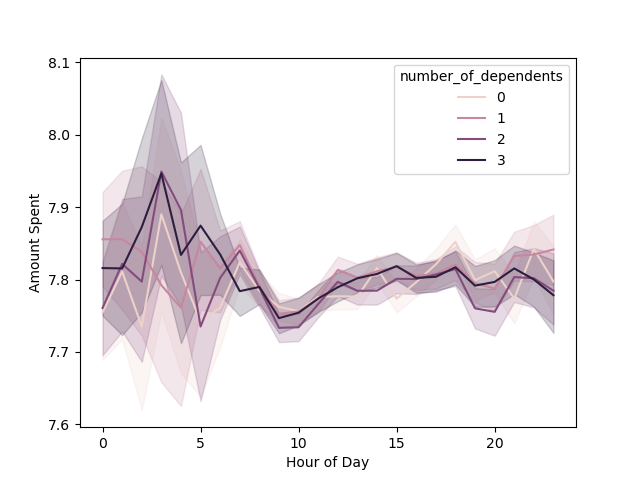 8.1
8.0
7.9
7.8
7.7
7.6
Amount Spent
number_of_dependents
0
1
2
3
0 5 10 15 20
Hour of Day